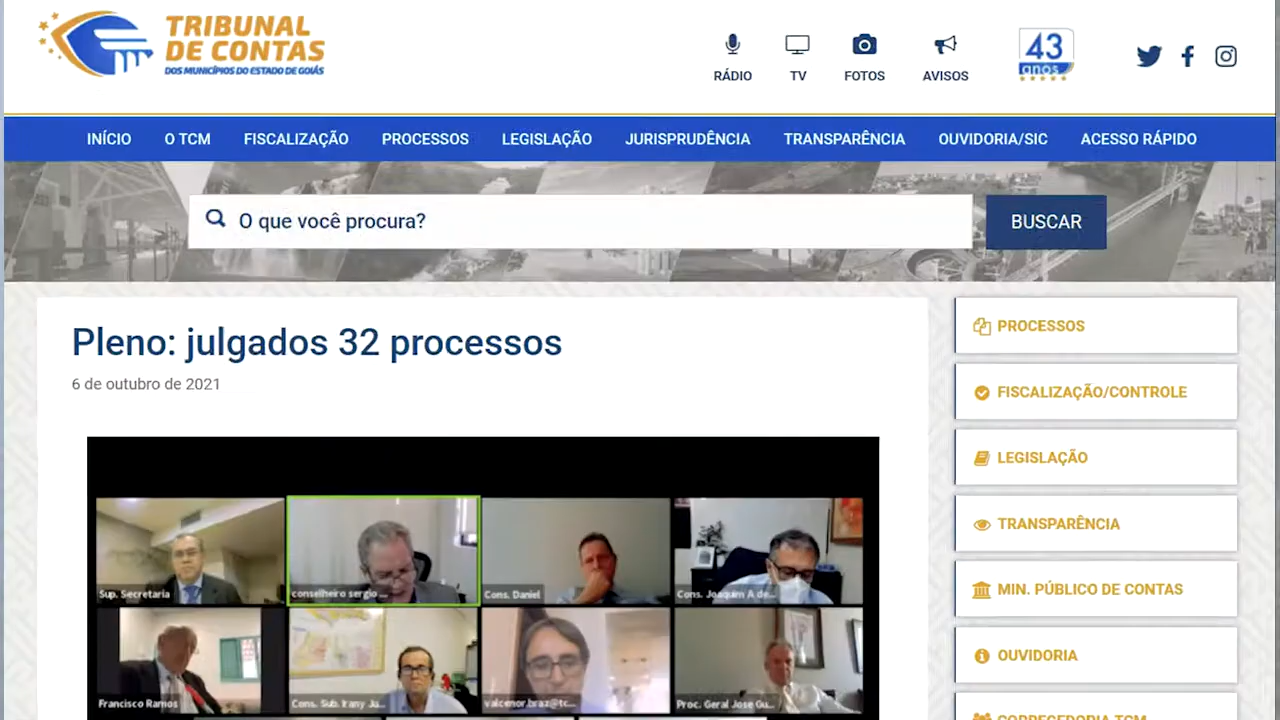 TRIBUNAL
DE CONTAS
DOS MUNICÍPIOS DO ESTADO DE GOIÁS
RÁDIO
TV
FOTOS
AVISOS
43
anos
INÍCIO
O TCM
FISCALIZAÇÃO
PROCESSOS
LEGISLAÇÃO
JURISPRUDÊNCIA
TRANSPARÊNCIA
OUVIDORIA/SIC
ACESSO RÁPIDO
O que você procura?
BUSCAR
Pleno: julgados 32 processos
6 de outubro de 2021
Sup. Secretaria
conselheiro sergio ...
Cons. Daniel
Cons. Joaquim A de...
Francisco Ramos
Cons. Sub. Irany Ju...
valcenor.braz@tc...
Proc. Geral Jose Gu...
PROCESSOS
FISCALIZAÇÃO/CONTROLE
LEGISLAÇÃO
TRANSPARÊNCIA
MIN. PÚBLICO DE CONTAS
OUVIDORIA
CORREGEDORIA TCM